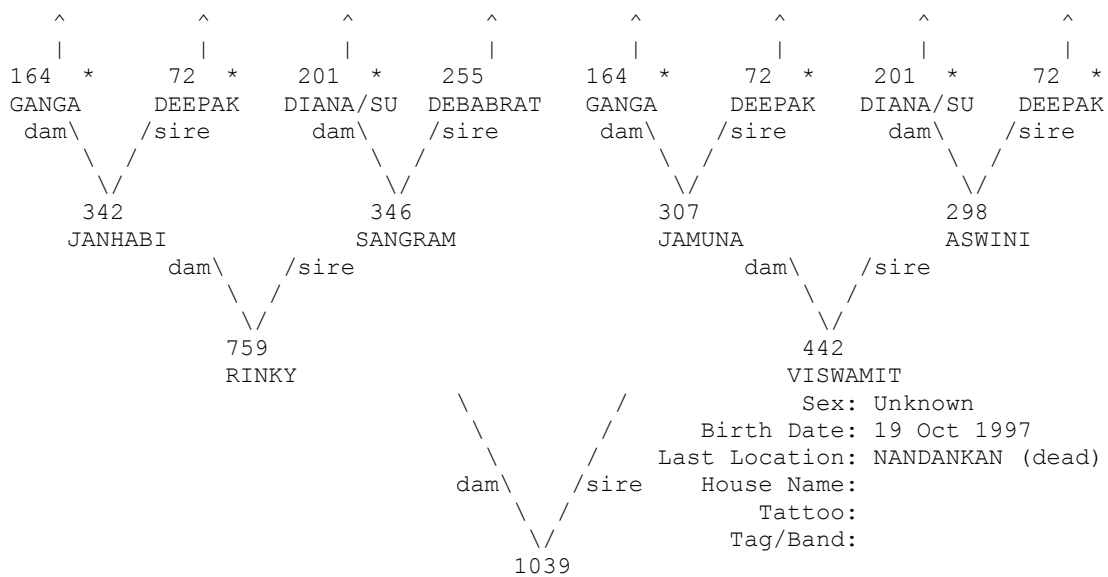 ^ ^ ^ ^ ^ ^ ^ ^
| | | | | | | |
164 * 72 * 201 * 255 164 * 72 * 201 * 72 *
GANGA DEEPAK DIANA/SU DEBABRAT GANGA DEEPAK DIANA/SU DEEPAK
dam\ /sire dam\ /sire dam\ /sire dam\ /sire
\ / \ / \ / \ /
\/ \/ \/ \/
342 346 307 298
JANHABI SANGRAM JAMUNA ASWINI
dam\ /sire dam\ /sire
\ / \ /
\/ \/
759 442
RINKY VISWAMIT
\ / Sex: Unknown
\ / Birth Date: 19 Oct 1997
\ / Last Location: NANDANKAN (dead)
dam\ /sire House Name:
\ / Tattoo:
\/ Tag/Band:
1039